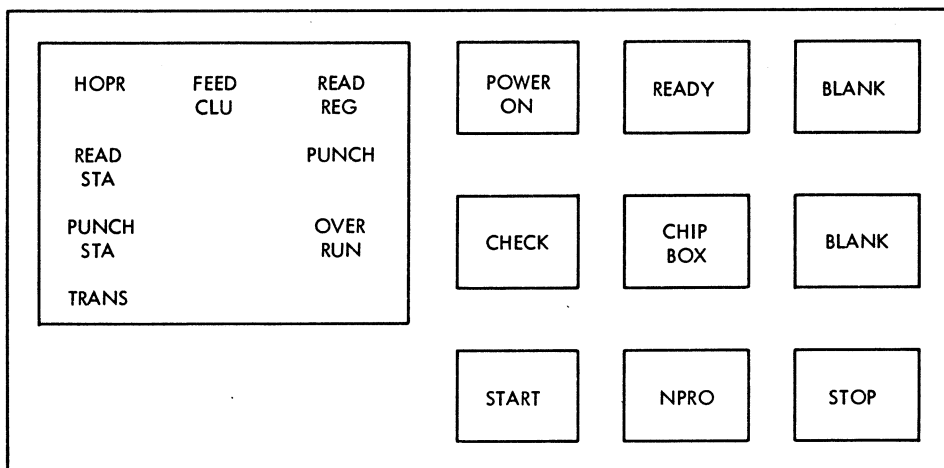 HOPR
FEED
CLU
READ
REG
READ
STA
PUNCH
PUNCH
STA
OVER
RUN
TRANS
POWER
ON
READY
BLANK
CHECK
CHIP
BOX
BLANK
START
NPRO
STOP